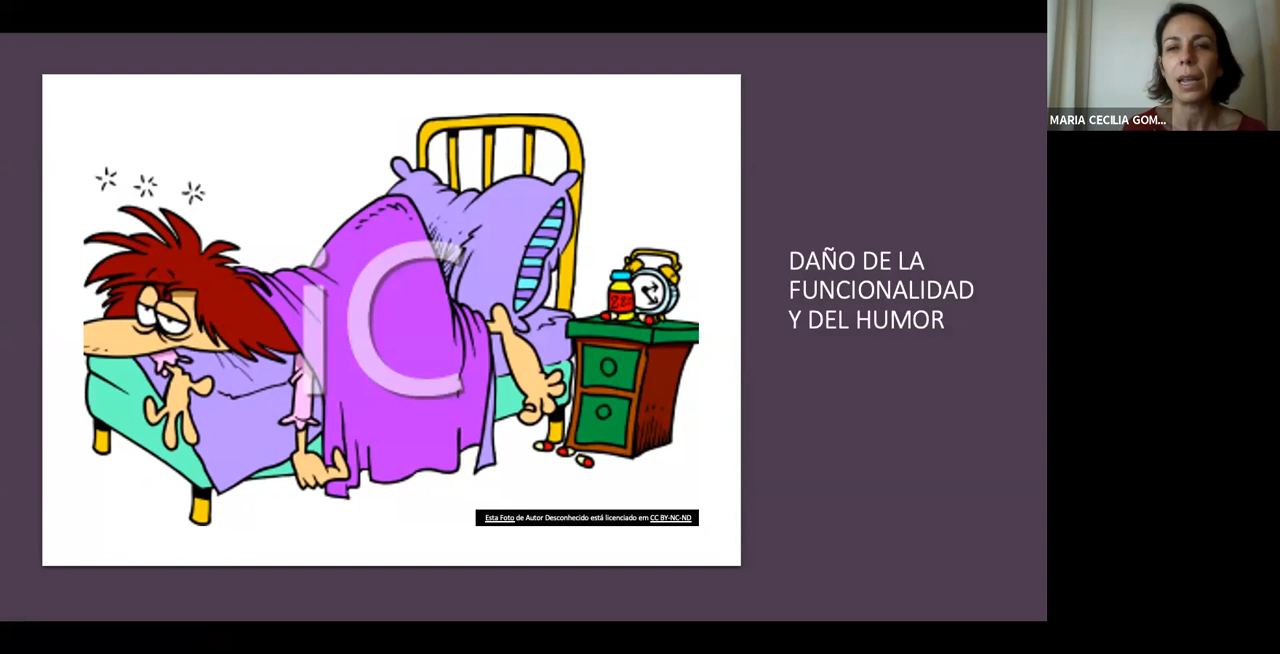 MARIA CECILIA GOM...
DAÑO DE LA
FUNCIONALIDAD
Y DEL HUMOR
iC
Esta Foto de Autor Desconhecido está licenciado em CC BY-NC-ND